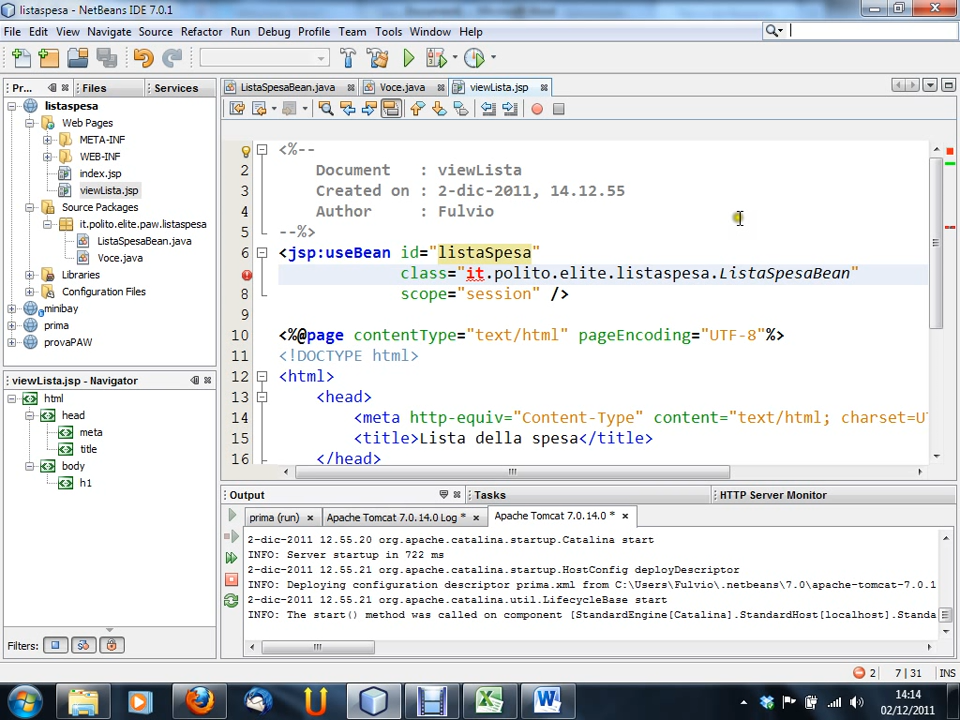 listaspesa - NetBeans IDE 7.0.1
File Edit View Navigate Source Refactor Run Debug Profile Team Tools Window Help
Pr... Files Services
listaspesa
Web Pages
META-INF
WEB-INF
index.jsp
viewLista.jsp
Source Packages
it.polito.elite.paw.listaspesa
ListaSpesaBean.java
Voce.java
Libraries
Configuration Files
minibay
prima
provaPAW
viewLista.jsp - Navigator
html
head
meta
title
body
h1
Filters:
ListaSpesaBean.java Voce.java viewLista.jsp
<%--
2 Document : viewLista
3 Created on : 2-dic-2011, 14.12.55
4 Author : Fulvio
5 --%>
6 <jsp:useBean id="listaSpesa"
class="it.polito.elite.listaspesa.ListaSpesaBean"
8 scope="session" />
9
10 <%@page contentType="text/html" pageEncoding="UTF-8"%>
11 <!DOCTYPE html>
12 <html>
13 <head>
14 <meta http-equiv="Content-Type" content="text/html; charset=U
15 <title>Lista della spesa</title>
16 </head>
Output Tasks HTTP Server Monitor
prima (run) Apache Tomcat 7.0.14.0 Log * Apache Tomcat 7.0.14.0 *
2-dic-2011 12.55.20 org.apache.catalina.startup.Catalina start
INFO: Server startup in 722 ms
2-dic-2011 12.55.21 org.apache.catalina.startup.HostConfig deployDescriptor
INFO: Deploying configuration descriptor prima.xml from C:\Users\Fulvio\.netbeans\7.0\apache-tomcat-7.0.1
2-dic-2011 12.55.21 org.apache.catalina.util.LifecycleBase start
INFO: The start() method was called on component [StandardEngine[Catalina].StandardHost[localhost].Standa
2 7 | 31 INS
14:14
02/12/2011